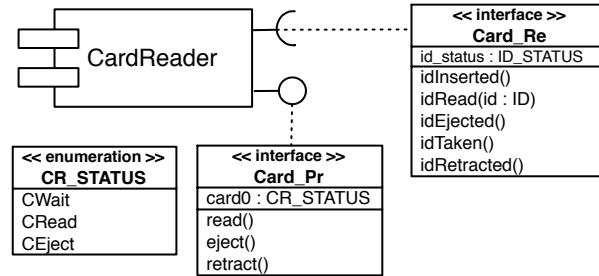 CardReader
<< interface >>
Card_Re
id_status : ID_STATUS
idInserted()
idRead(id : ID)
idEjected()
idTaken()
idRetracted()
<< enumeration >>
CR_STATUS
CWait
CRead
CEject
<< interface >>
Card_Pr
card0 : CR_STATUS
read()
eject()
retract()